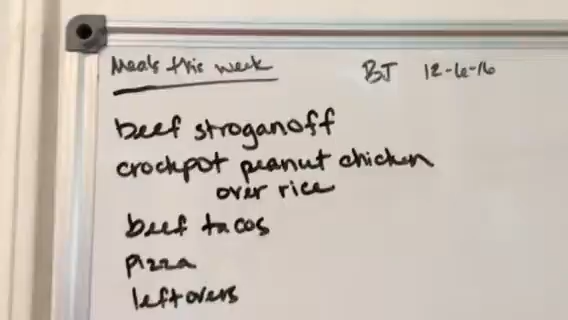 Meals this week BJ 12-6-16
beef stroganoff
crockpot peanut chicken
over rice
beef tacos
pizza
leftovers